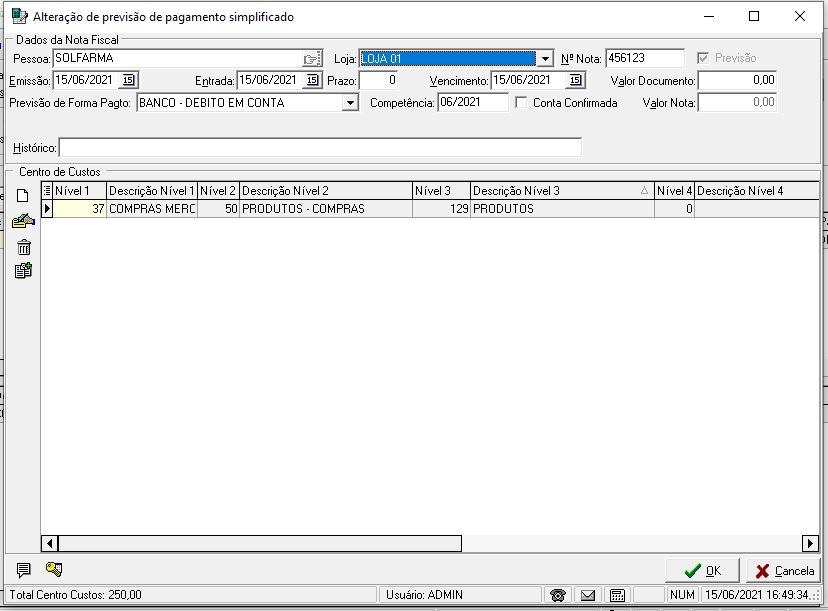 Alteração de previsão de pagamento simplificado
Dados da Nota Fiscal
Pessoa: SOLFARMA Loja: LOJA 01 Nº Nota: 456123 Previsão
Emissão: 15/06/2021 15 Entrada: 15/06/2021 15 Prazo: 0 Vencimento: 15/06/2021 15 Valor Documento: 0,00
Previsão de Forma Pagto: BANCO - DEBITO EM CONTA Competência: 06/2021 Conta Confirmada Valor Nota: 0,00
Histórico:
Centro de Custos
Nível 1 Descrição Nível 1 Nível 2 Descrição Nível 2 Nível 3 Descrição Nível 3 Nível 4 Descrição Nível 4
37 COMPRAS MERC 50 PRODUTOS - COMPRAS 129 PRODUTOS 0
OK Cancela
Total Centro Custos: 250,00 Usuário: ADMIN NUM 15/06/2021 16:49:34